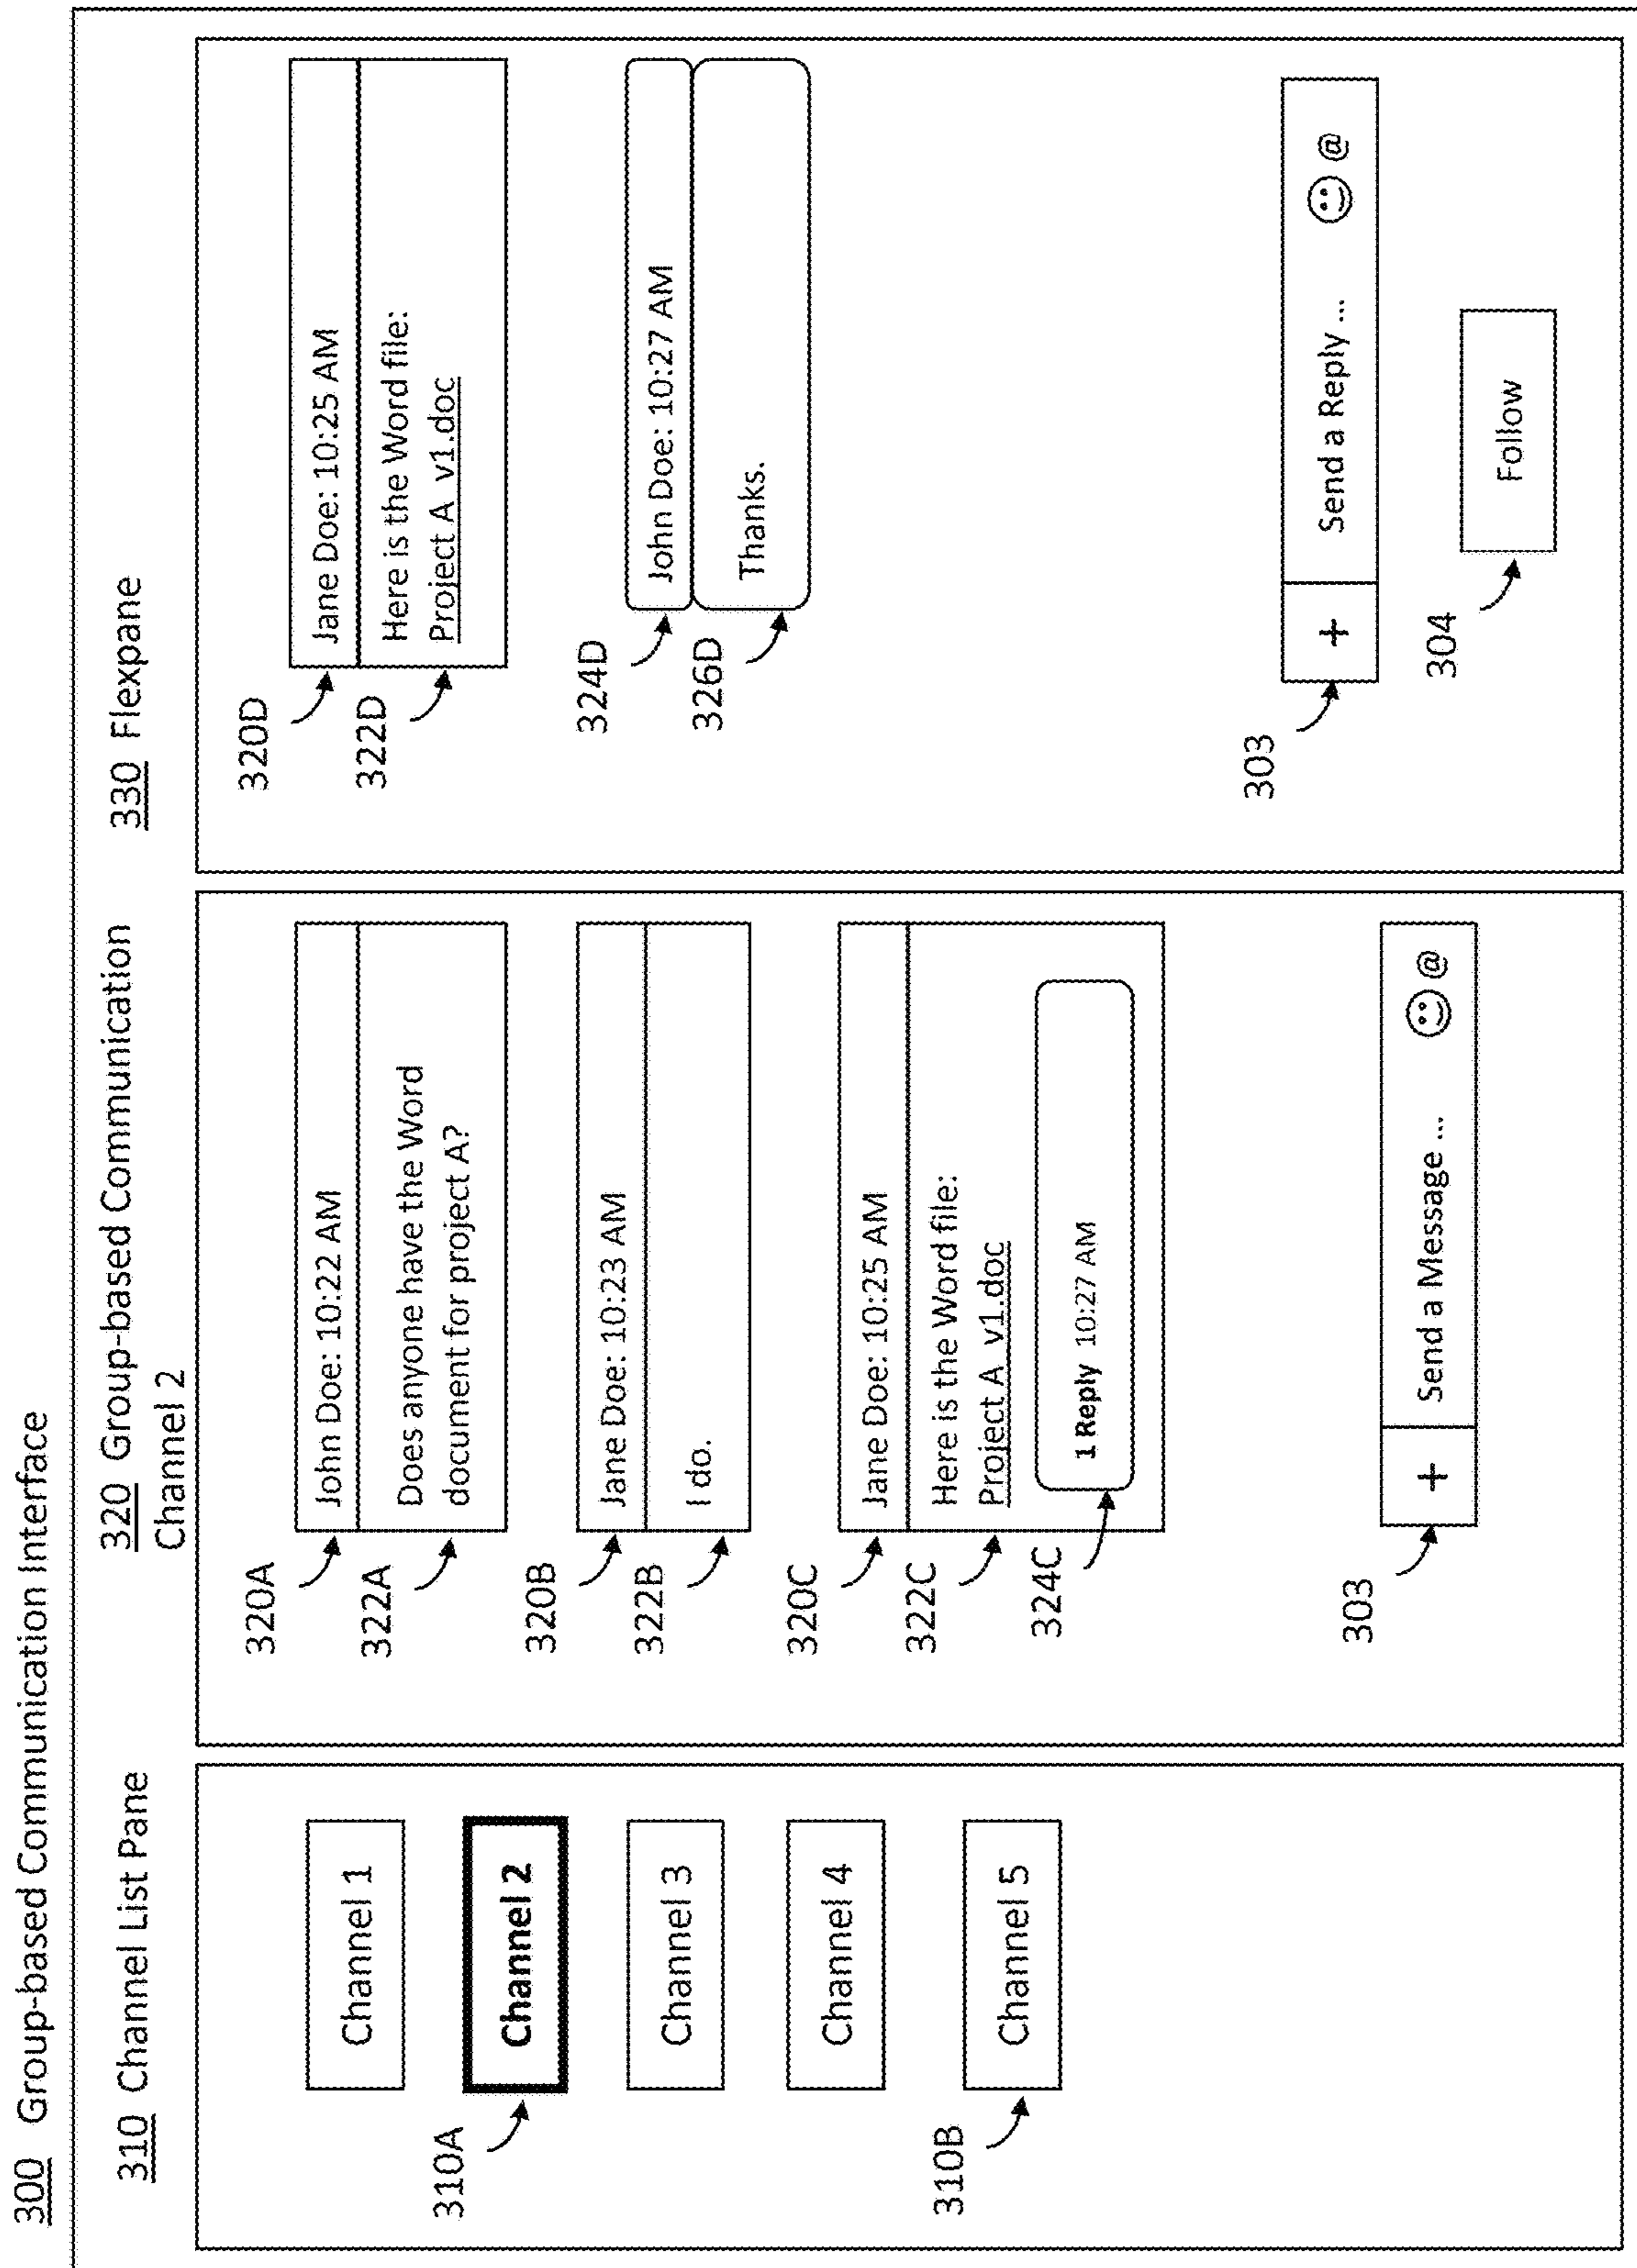 300 Group-based Communication Interface
310 Channel List Pane
Channel 1
310A
Channel 2
Channel 3
Channel 4
310B
Channel 5
320 Group-based Communication
Channel 2
320A
John Doe: 10:22 AM
322A
Does anyone have the Word
document for project A?
320B
Jane Doe: 10:23 AM
322B
I do.
320C
Jane Doe: 10:25 AM
322C
Here is the Word file:
Project A v1.doc
324C
1 Reply 10:27 AM
303
+ Send a Message ... @
330 Flexpane
320D
Jane Doe: 10:25 AM
322D
Here is the Word file:
Project A v1.doc
324D
John Doe: 10:27 AM
326D
Thanks.
303
+ Send a Reply ... @
304
Follow